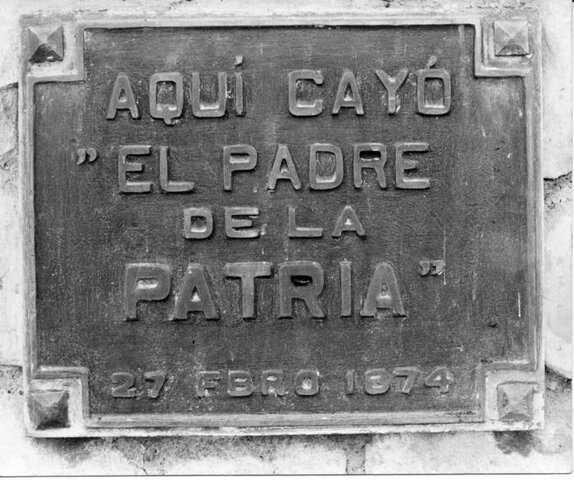 AQUÍ CAYÓ
"EL PADRE
DE LA
PATRIA"
27 FBRO 1874